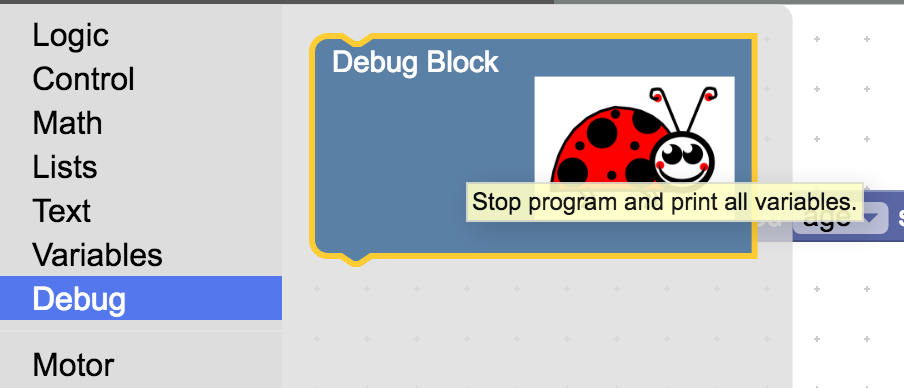 Logic
Control
Math
Lists
Text
Variables
Debug
Motor
Debug Block
Stop program and print all variables.
age